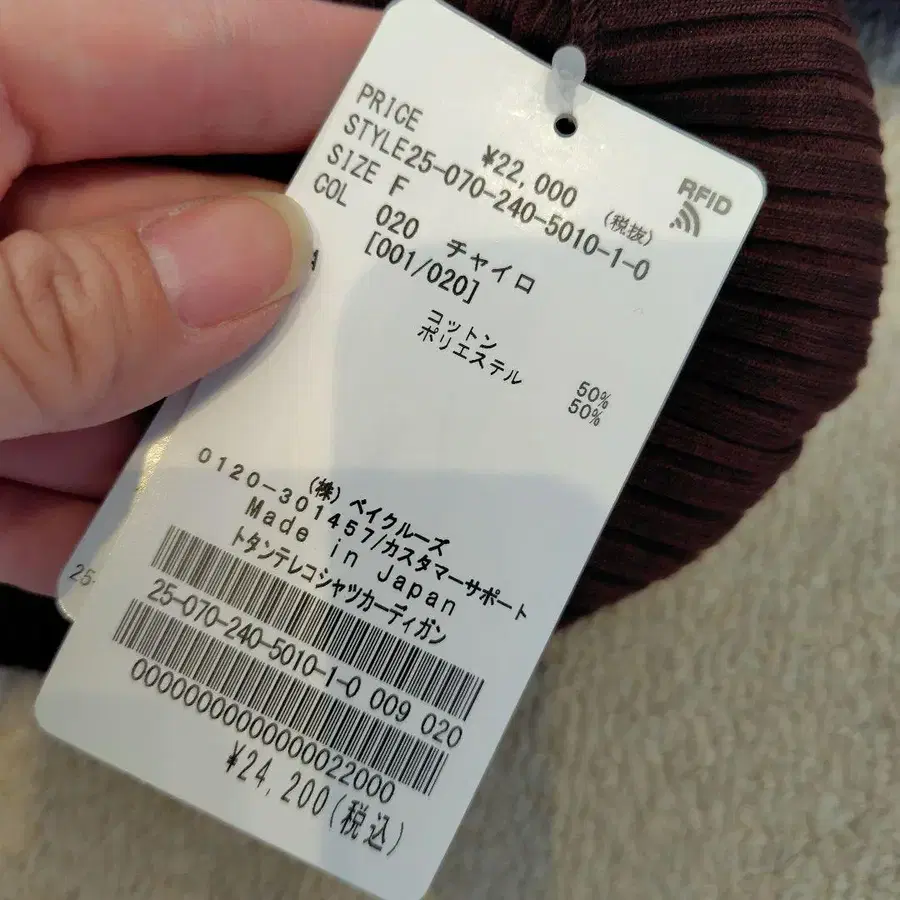 RFID
PRICE ¥22,000 (税抜)
STYLE25-070-240-5010-1-0
SIZE F
COL 020 チャイロ
[001/020]
コットン 50%
ポリエステル 50%
(株) ベイクルーズ
0120-301457/カスタマーサポート
Made in Japan
トタンテレコシャツカーディガン
25-070-240-5010-1-0 009 020
0000000000000022000
¥24,200(税込)
25-